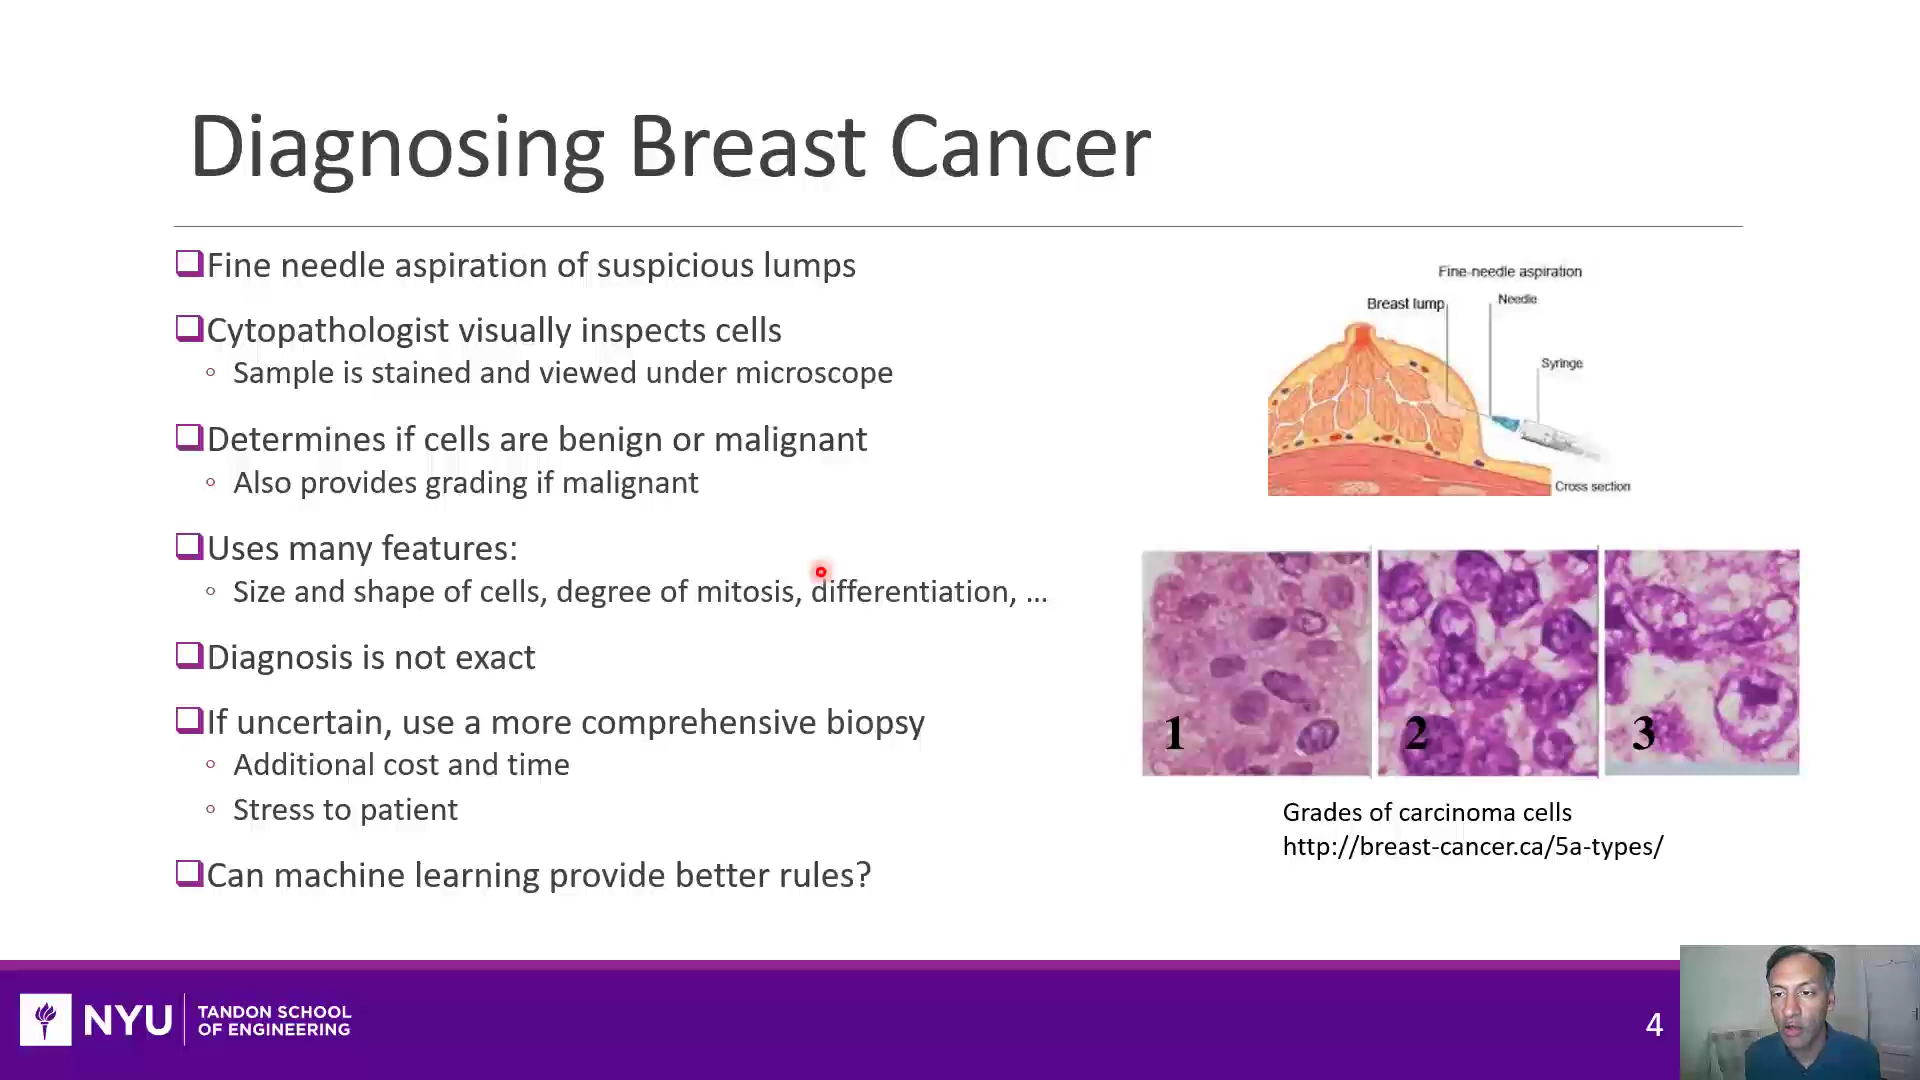 Diagnosing Breast Cancer
Fine needle aspiration of suspicious lumps
Cytopathologist visually inspects cells
Sample is stained and viewed under microscope
Determines if cells are benign or malignant
Also provides grading if malignant
Uses many features:
Size and shape of cells, degree of mitosis, differentiation, ...
Diagnosis is not exact
If uncertain, use a more comprehensive biopsy
Additional cost and time
Stress to patient
Can machine learning provide better rules?
Fine-needle aspiration
Breast lump
Needle
Syringe
Cross section
1
2
3
Grades of carcinoma cells
http://breast-cancer.ca/5a-types/
NYU
TANDON SCHOOL
OF ENGINEERING
4